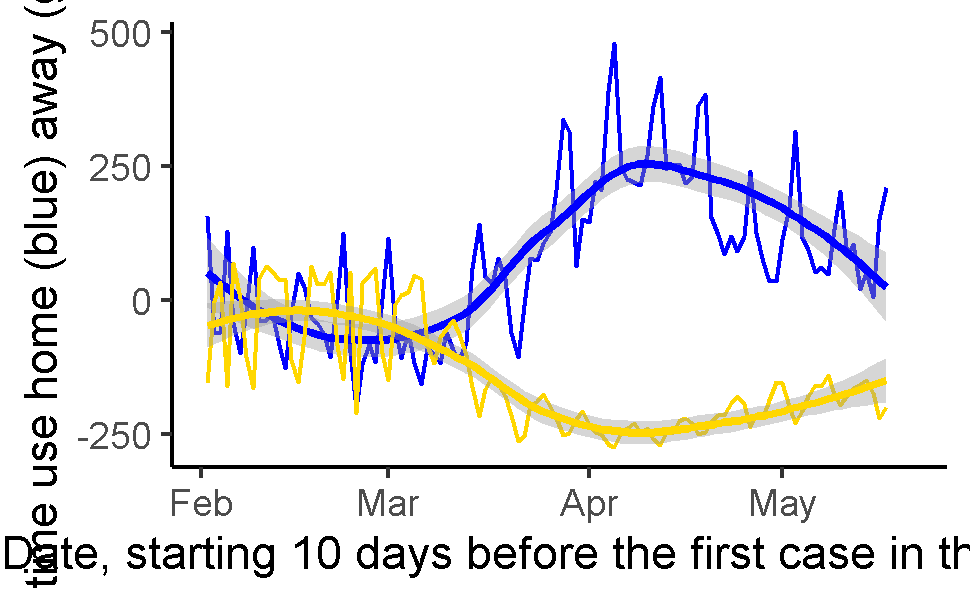 500
250
0
-250
time use home (blue) away (
Feb Mar Apr May
Date, starting 10 days before the first case in th